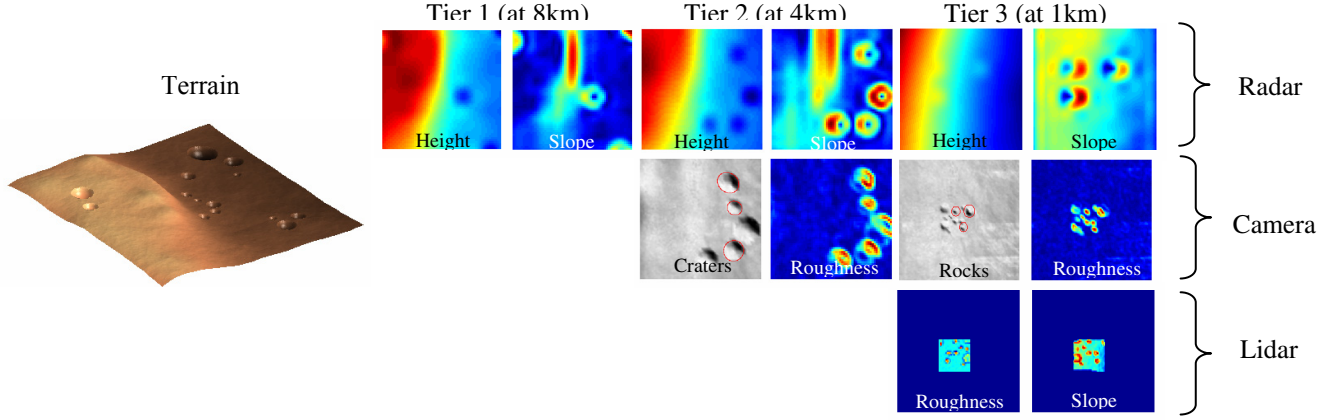 Tier 1 (at 8km) Tier 2 (at 4km) Tier 3 (at 1km)
Terrain
Height Slope Height Slope Height Slope
Radar
Craters Roughness Rocks Roughness
Camera
Roughness Slope
Lidar